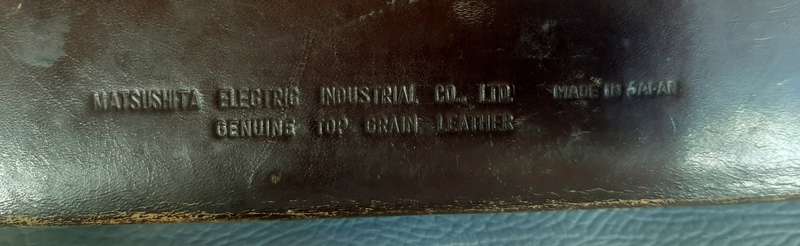 MATSUSHITA ELECTRIC INDUSTRIAL CO., LTD. MADE IN JAPAN
GENUINE TOP GRAIN LEATHER